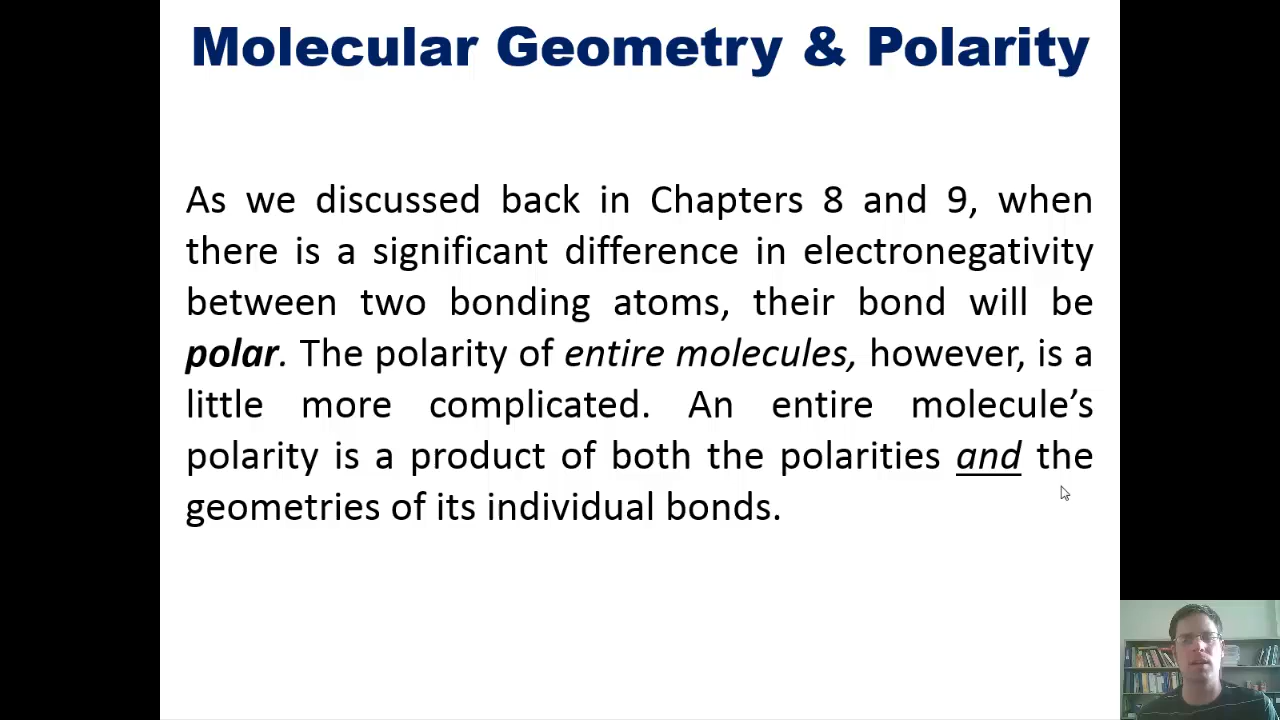 Molecular Geometry & Polarity
As we discussed back in Chapters 8 and 9, when
there is a significant difference in electronegativity
between two bonding atoms, their bond will be
polar. The polarity of entire molecules, however, is a
little more complicated. An entire molecule’s
polarity is a product of both the polarities and the
geometries of its individual bonds.